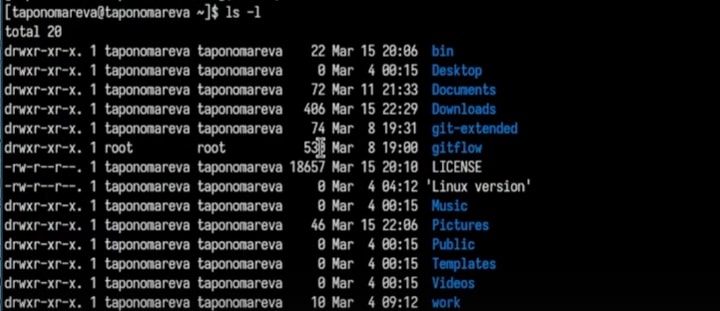 [taponomareva@taponomareva ~]$ ls -l
total 20
drwxr-xr-x. 1 taponomareva taponomareva 22 Mar 15 20:06 bin
drwxr-xr-x. 1 taponomareva taponomareva 0 Mar 4 00:15 Desktop
drwxr-xr-x. 1 taponomareva taponomareva 72 Mar 11 21:33 Documents
drwxr-xr-x. 1 taponomareva taponomareva 406 Mar 15 22:29 Downloads
drwxr-xr-x. 1 taponomareva taponomareva 74 Mar 8 19:31 git-extended
drwxr-xr-x. 1 root root Mar 8 19:00 gitflow
-rw-r--r--. 1 taponomareva taponomareva 18657 Mar 15 20:10 LICENSE
-rw-r--r--. 1 taponomareva taponomareva 0 Mar 4 04:12 'Linux version'
drwxr-xr-x. 1 taponomareva taponomareva 0 Mar 4 00:15 Music
drwxr-xr-x. 1 taponomareva taponomareva 46 Mar 15 22:06 Pictures
drwxr-xr-x. 1 taponomareva taponomareva 0 Mar 4 00:15 Public
drwxr-xr-x. 1 taponomareva taponomareva 0 Mar 4 00:15 Templates
drwxr-xr-x. 1 taponomareva taponomareva 0 Mar 4 00:15 Videos
drwxr-xr-x. 1 taponomareva taponomareva 10 Mar 4 09:12 work